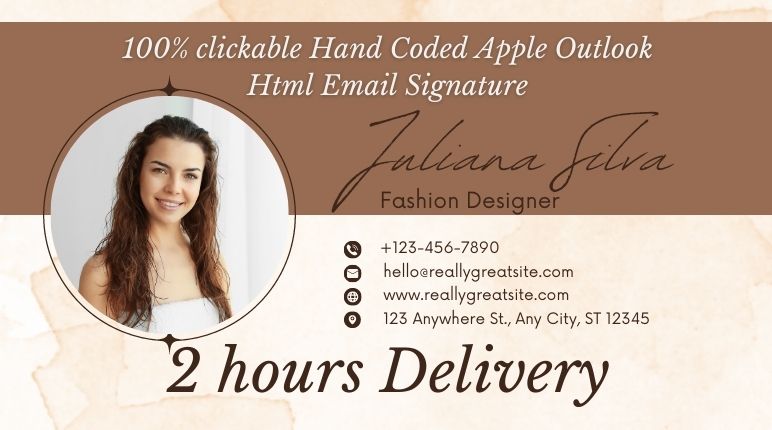 100% clickable Hand Coded Apple Outlook
Html Email Signature
Juliana Silva
Fashion Designer
+123-456-7890
hello@reallygreatsite.com
www.reallygreatsite.com
123 Anywhere St., Any City, ST 12345
2 hours Delivery